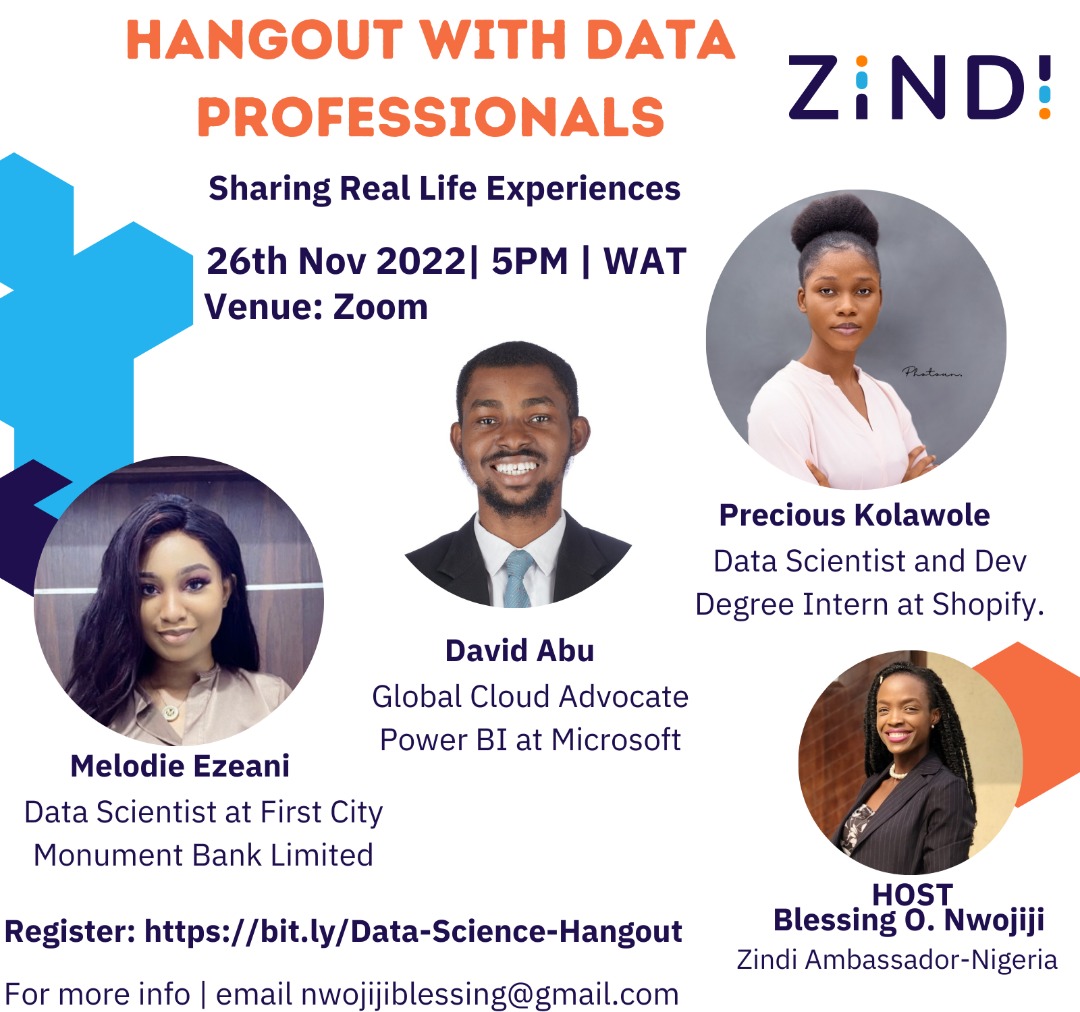 HANGOUT WITH DATA
PROFESSIONALS
ZiND!
Sharing Real Life Experiences
26th Nov 2022| 5PM | WAT
Venue: Zoom
Photoun.
Precious Kolawole
Data Scientist and Dev
Degree Intern at Shopify.
David Abu
Global Cloud Advocate
Power BI at Microsoft
Melodie Ezeani
Data Scientist at First City
Monument Bank Limited
HOST
Blessing O. Nwojiji
Zindi Ambassador-Nigeria
Register: https://bit.ly/Data-Science-Hangout
For more info | email nwojijiblessing@gmail.com